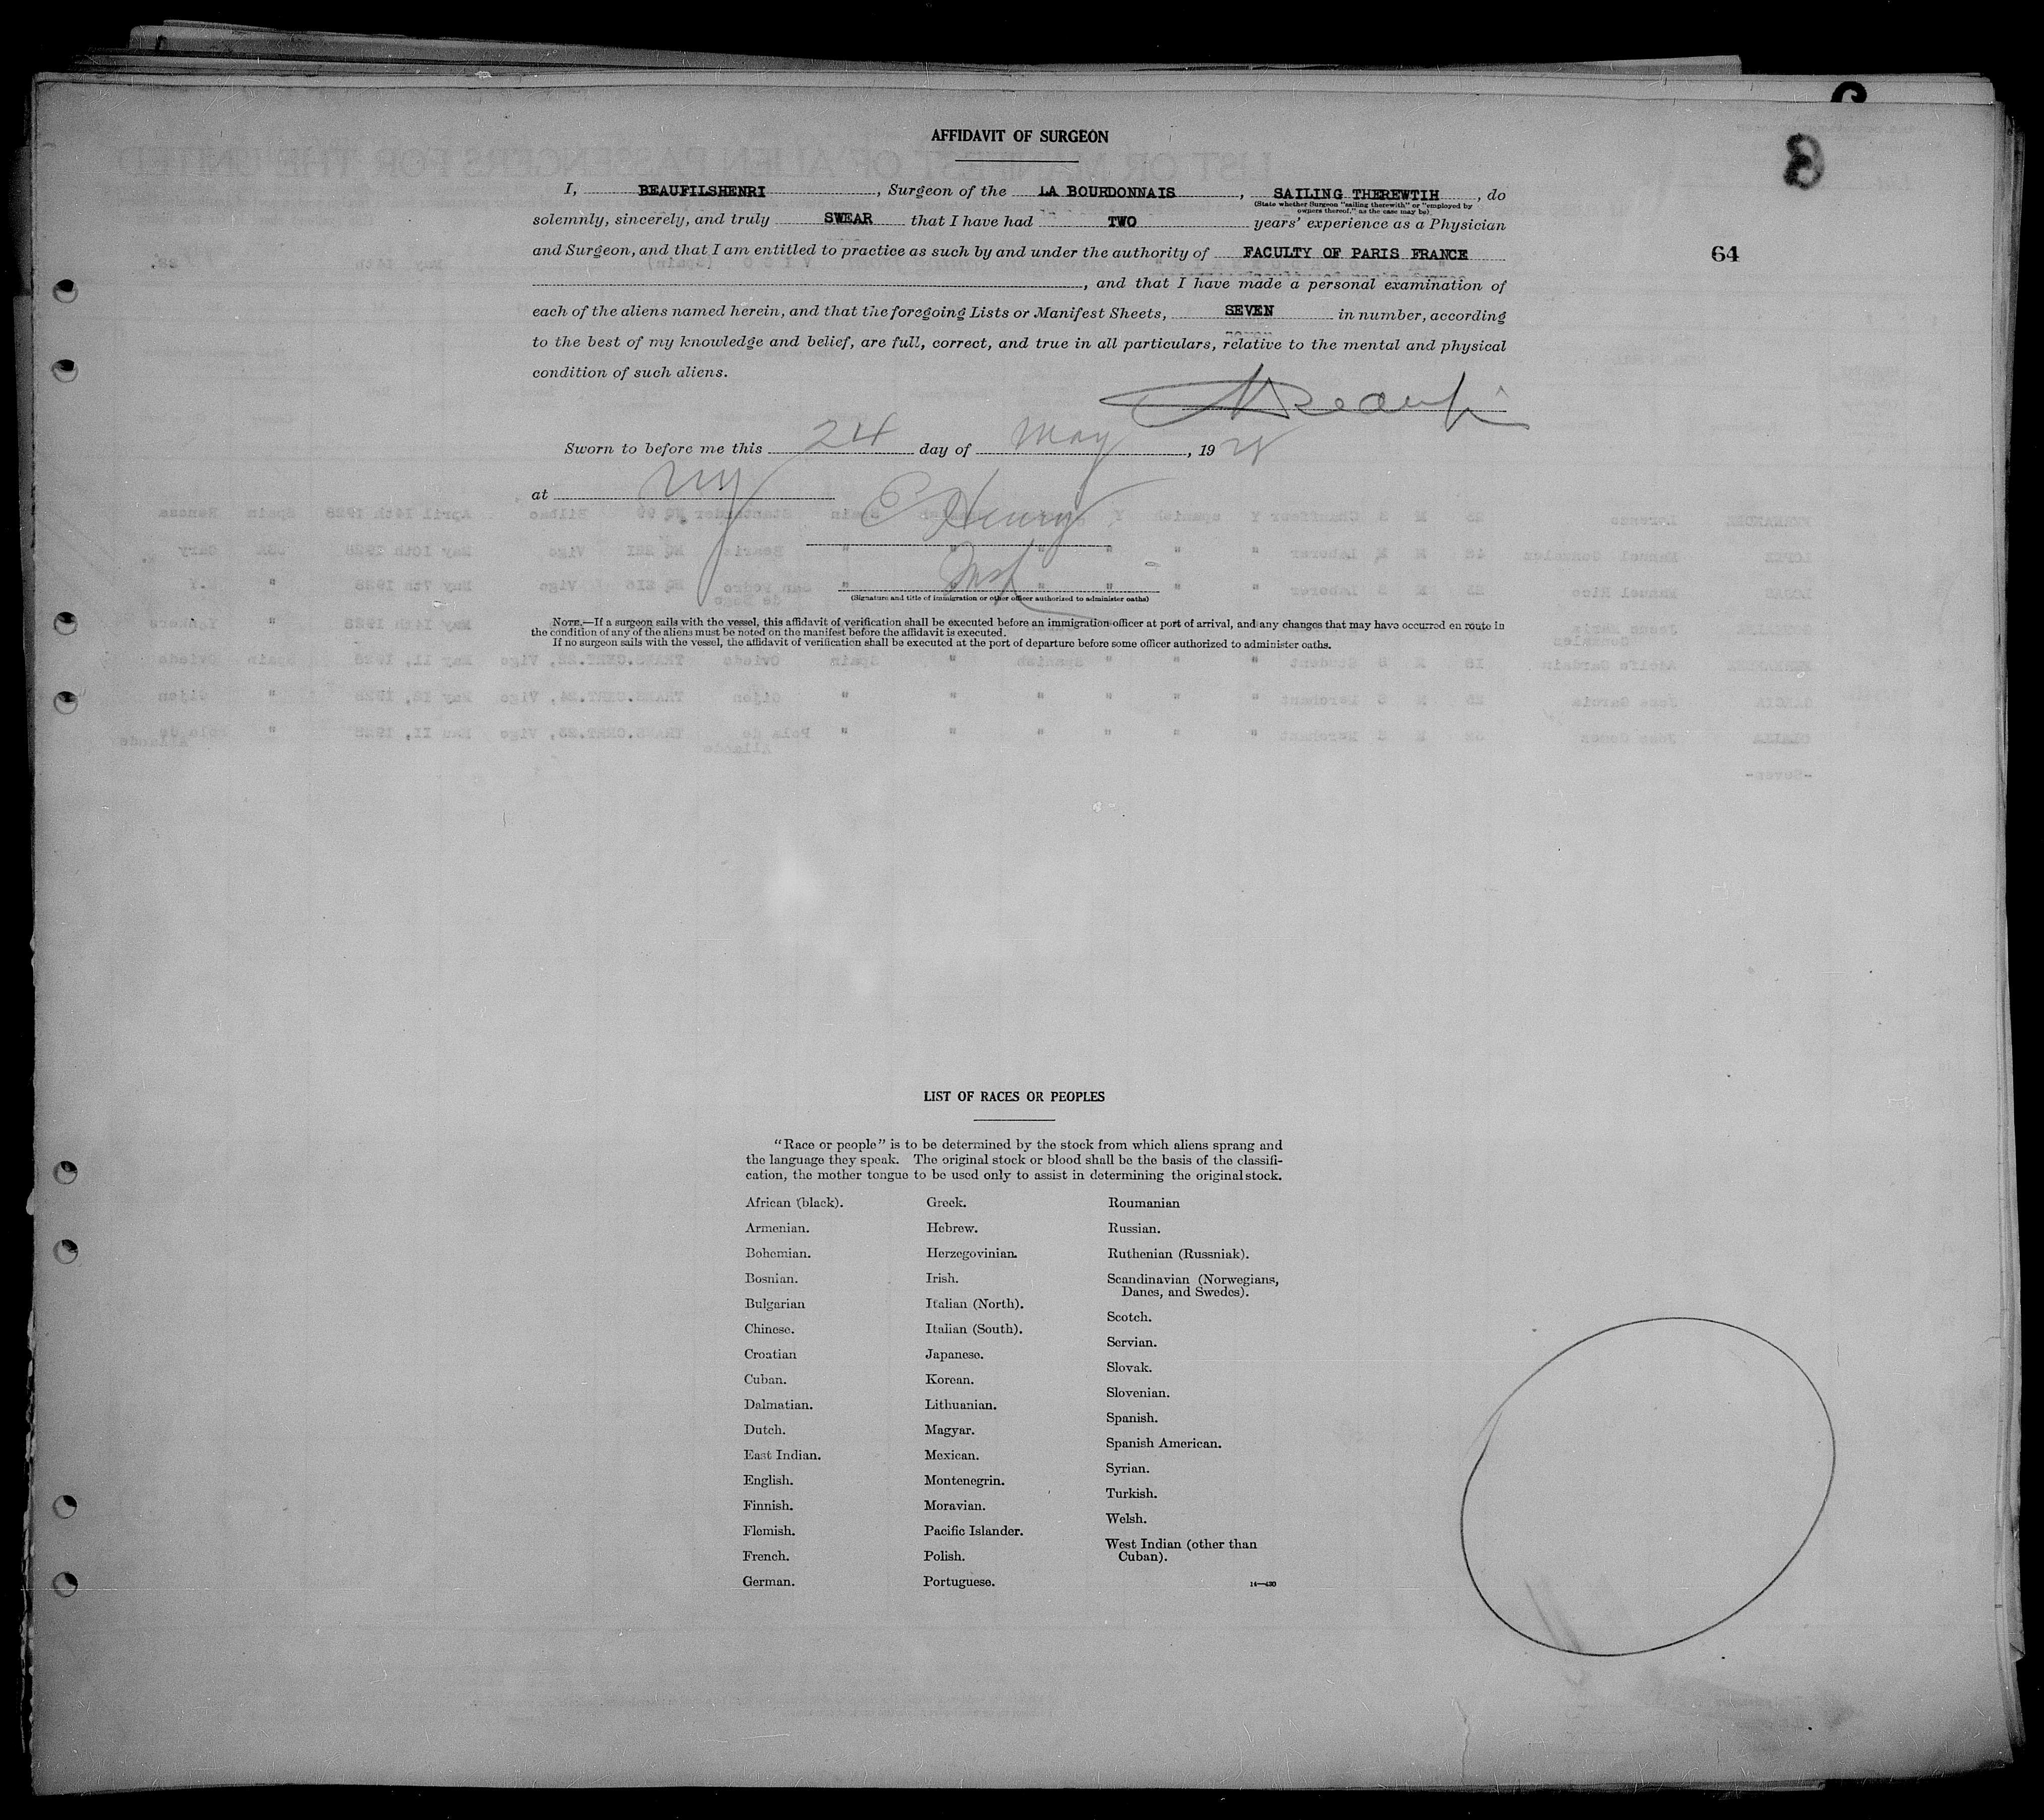 AFFIDAVIT OF SURGEON
I, BEAUFILSHENRI, Surgeon of the LA BOURDONNAIS, SAILING THEREWTIH, do
(State whether Surgeon "sailing therewith" or "employed by
owners thereof," as the case may be)
solemnly, sincerely, and truly SWEAR that I have had TWO years' experience as a Physician
and Surgeon, and that I am entitled to practice as such by and under the authority of FACULTY OF PARIS FRANCE
64
, and that I have made a personal examination of
each of the aliens named herein, and that the foregoing Lists or Manifest Sheets, SEVEN in number, according
to the best of my knowledge and belief, are full, correct, and true in all particulars, relative to the mental and physical
condition of such aliens.
Sworn to before me this 24 day of May, 1928
at NY
E Henry
Insp
(Signature and title of immigration or other officer authorized to administer oaths)
NOTE.—If a surgeon sails with the vessel, this affidavit of verification shall be executed before an immigration officer at port of arrival, and any changes that may have occurred en route in
the condition of any of the aliens must be noted on the manifest before the affidavit is executed.
If no surgeon sails with the vessel, the affidavit of verification shall be executed at the port of departure before some officer authorized to administer oaths.
LIST OF RACES OR PEOPLES
"Race or people" is to be determined by the stock from which aliens sprang and
the language they speak. The original stock or blood shall be the basis of the classifi-
cation, the mother tongue to be used only to assist in determining the original stock.
African (black).
Armenian.
Bohemian.
Bosnian.
Bulgarian
Chinese.
Croatian
Cuban.
Dalmatian.
Dutch.
East Indian.
English.
Finnish.
Flemish.
French.
German.
Greek.
Hebrew.
Herzegovinian.
Irish.
Italian (North).
Italian (South).
Japanese.
Korean.
Lithuanian.
Magyar.
Mexican.
Montenegrin.
Moravian.
Pacific Islander.
Polish.
Portuguese.
Roumanian
Russian.
Ruthenian (Russniak).
Scandinavian (Norwegians,
Danes, and Swedes).
Scotch.
Servian.
Slovak.
Slovenian.
Spanish.
Spanish American.
Syrian.
Turkish.
Welsh.
West Indian (other than
Cuban).
14—430